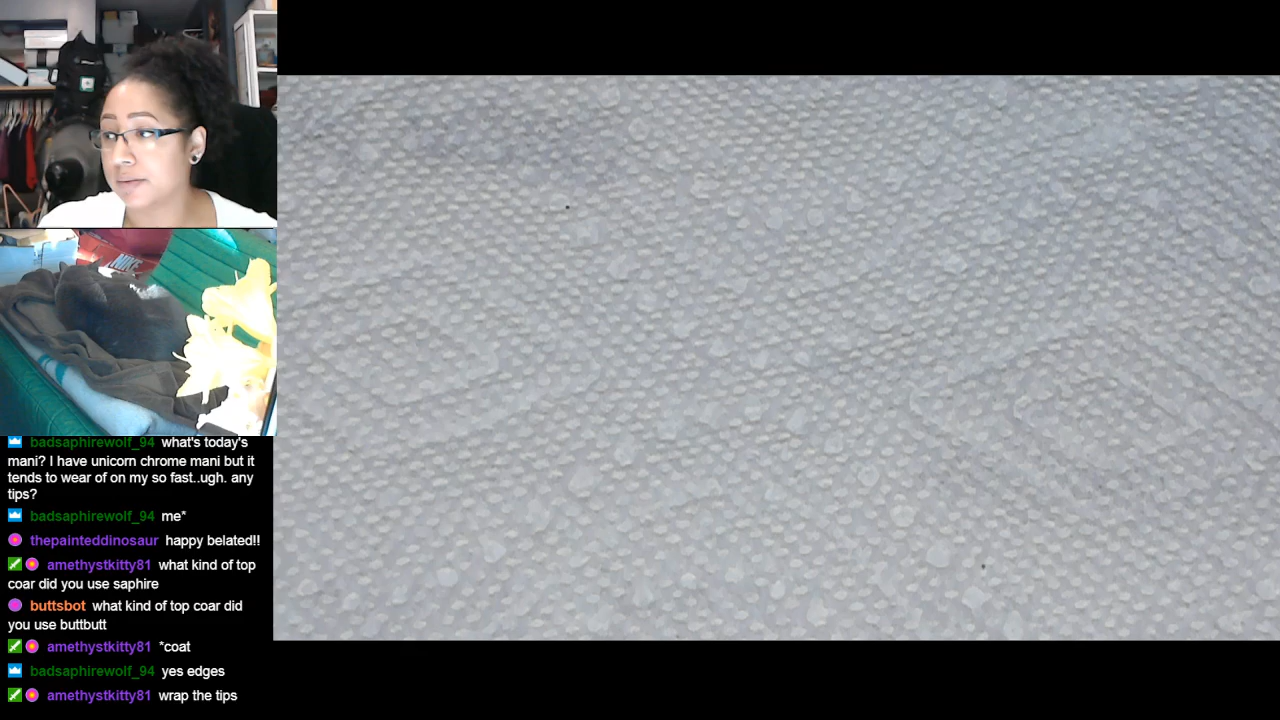 badsaphirewolf_94 what's today's
mani? I have unicorn chrome mani but it
tends to wear of on my so fast..ugh. any
tips?
badsaphirewolf_94 me*
thepainteddinosaur happy belated!!
amethystkitty81 what kind of top
coar did you use saphire
buttsbot what kind of top coar did
you use buttbutt
amethystkitty81 *coat
badsaphirewolf_94 yes edges
amethystkitty81 wrap the tips